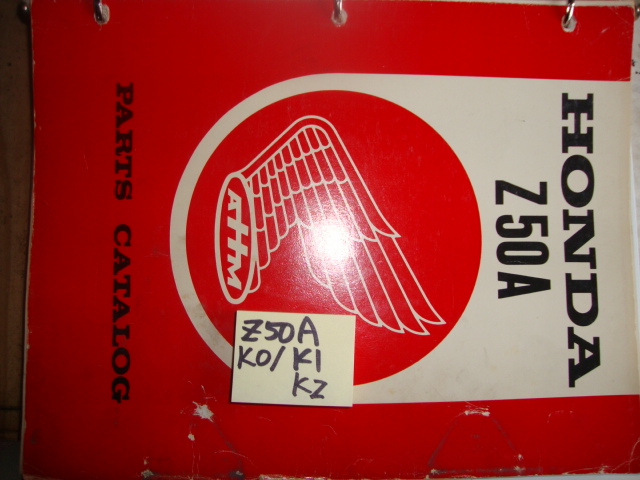 HONDA
Z50A
AHM
Z50A
K0/K1
K2
PARTS CATALOG